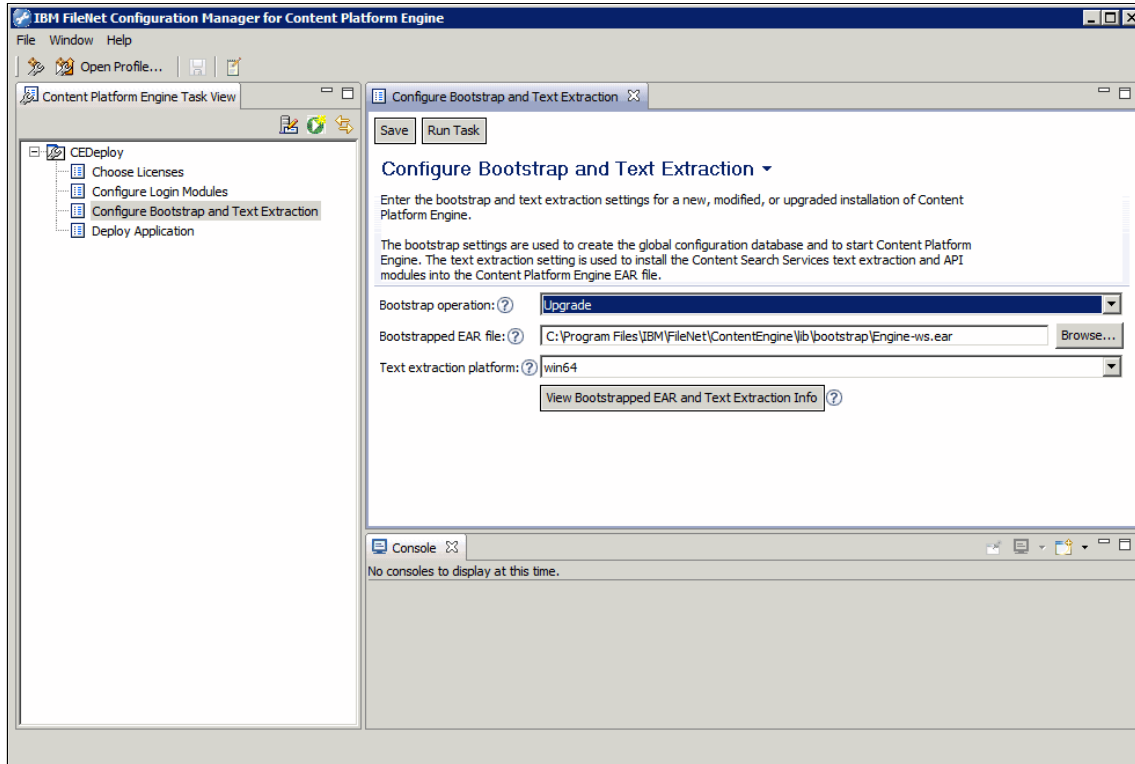 IBM FileNet Configuration Manager for Content Platform Engine
File Window Help
Open Profile...
Content Platform Engine Task View
CEDeploy
Choose Licenses
Configure Login Modules
Configure Bootstrap and Text Extraction
Deploy Application
Configure Bootstrap and Text Extraction
Save Run Task
Configure Bootstrap and Text Extraction
Enter the bootstrap and text extraction settings for a new, modified, or upgraded installation of Content
Platform Engine.
The bootstrap settings are used to create the global configuration database and to start Content Platform
Engine. The text extraction setting is used to install the Content Search Services text extraction and API
modules into the Content Platform Engine EAR file.
Bootstrap operation: ? Upgrade
Bootstrapped EAR file: ? C:\Program Files\IBM\FileNet\ContentEngine\lib\bootstrap\Engine-ws.ear Browse...
Text extraction platform: ? win64
View Bootstrapped EAR and Text Extraction Info ?
Console
No consoles to display at this time.